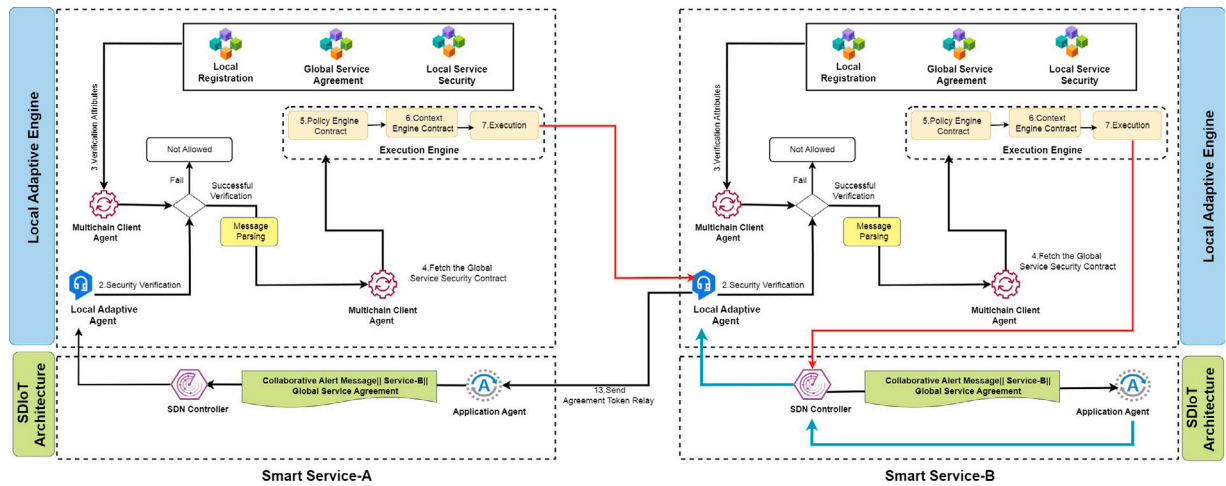 Local Adaptive Engine
Local
Registration
Global Service
Agreement
Local Service
Security
3.Verification Attributes
5.Policy Engine
Contract
6.Context
Engine Contract
7.Execution
Execution Engine
Not Allowed
Fail
Successful
Verification
Message
Parsing
Multichain Client
Agent
4.Fetch the Global
Service Security Contract
2.Security Verification
Local Adaptive
Agent
Multichain Client
Agent
SDIoT
Architecture
SDN Controller
Collaborative Alert Message|| Service-B||
Global Service Agreement
A
Application Agent
Smart Service-A
13.Send
Agreement Token Relay
Local
Registration
Global Service
Agreement
Local Service
Security
3.Verification Attributes
5.Policy Engine
Contract
6.Context
Engine Contract
7.Execution
Execution Engine
Not Allowed
Fail
Successful
Verification
Message
Parsing
Multichain Client
Agent
4.Fetch the Global
Service Security Contract
2.Security Verification
Local Adaptive
Agent
Multichain Client
Agent
Local Adaptive Engine
SDN Controller
Collaborative Alert Message|| Service-B||
Global Service Agreement
A
Application Agent
SDIoT
Architecture
Smart Service-B